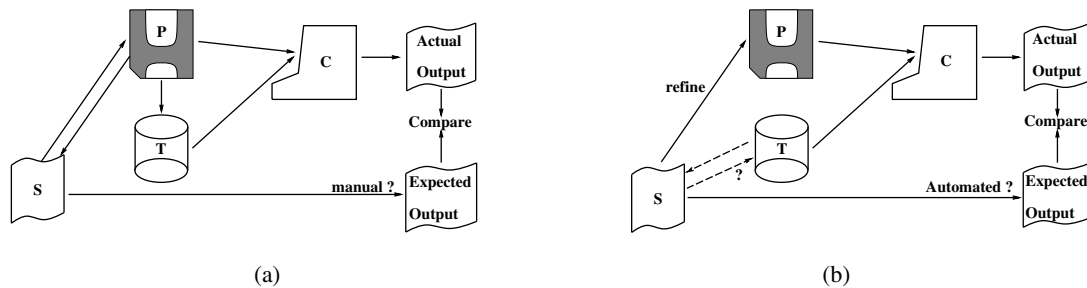 P
C
Actual
Output
T
Compare
S
manual ?
Expected
Output
(a)
P
C
Actual
Output
refine
T
Compare
?
S
Automated ?
Expected
Output
(b)